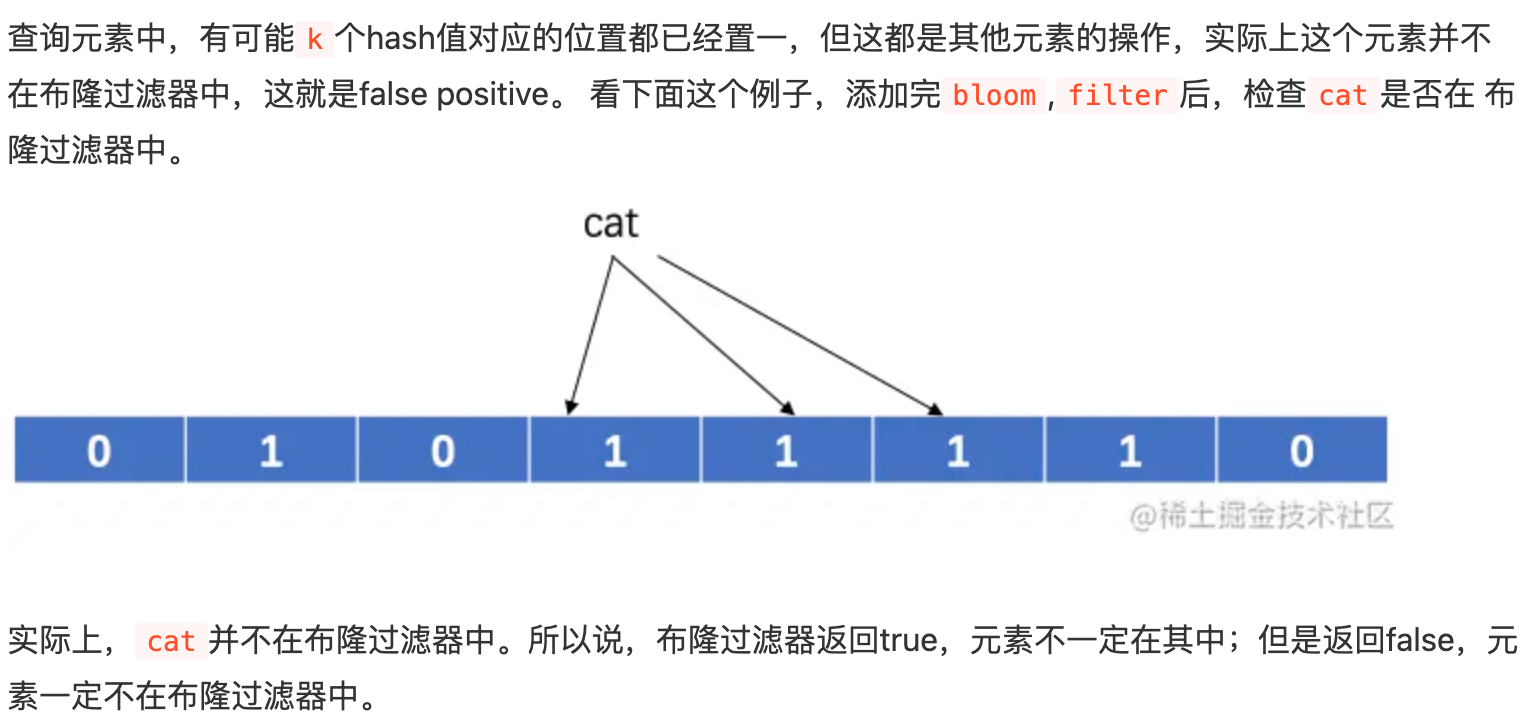 查询元素中，有可能 k 个hash值对应的位置都已经置一，但这都是其他元素的操作，实际上这个元素并不
在布隆过滤器中，这就是false positive。 看下面这个例子，添加完 bloom , filter 后，检查 cat 是否在 布
隆过滤器中。
cat
0 1 0 1 1 1 1 0
@稀土掘金技术社区
实际上， cat 并不在布隆过滤器中。所以说，布隆过滤器返回true，元素不一定在其中；但是返回false，元
素一定不在布隆过滤器中。